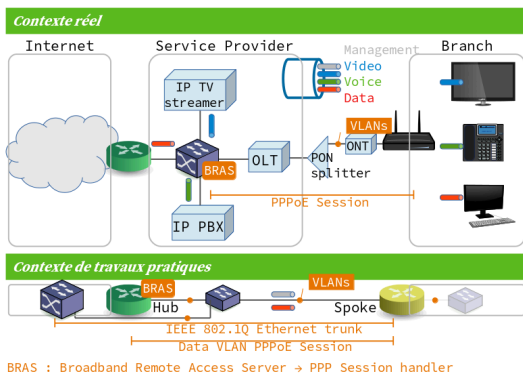 Contexte réel
Internet
Service Provider
Branch
Management
Video
Voice
Data
IP TV
streamer
VLANs
BRAS
OLT
PON
splitter
ONT
PPPoE Session
IP PBX
Contexte de travaux pratiques
BRAS
Hub
VLANs
Spoke
IEEE 802.1Q Ethernet trunk
Data VLAN PPPoE Session
BRAS : Broadband Remote Access Server → PPP Session handler